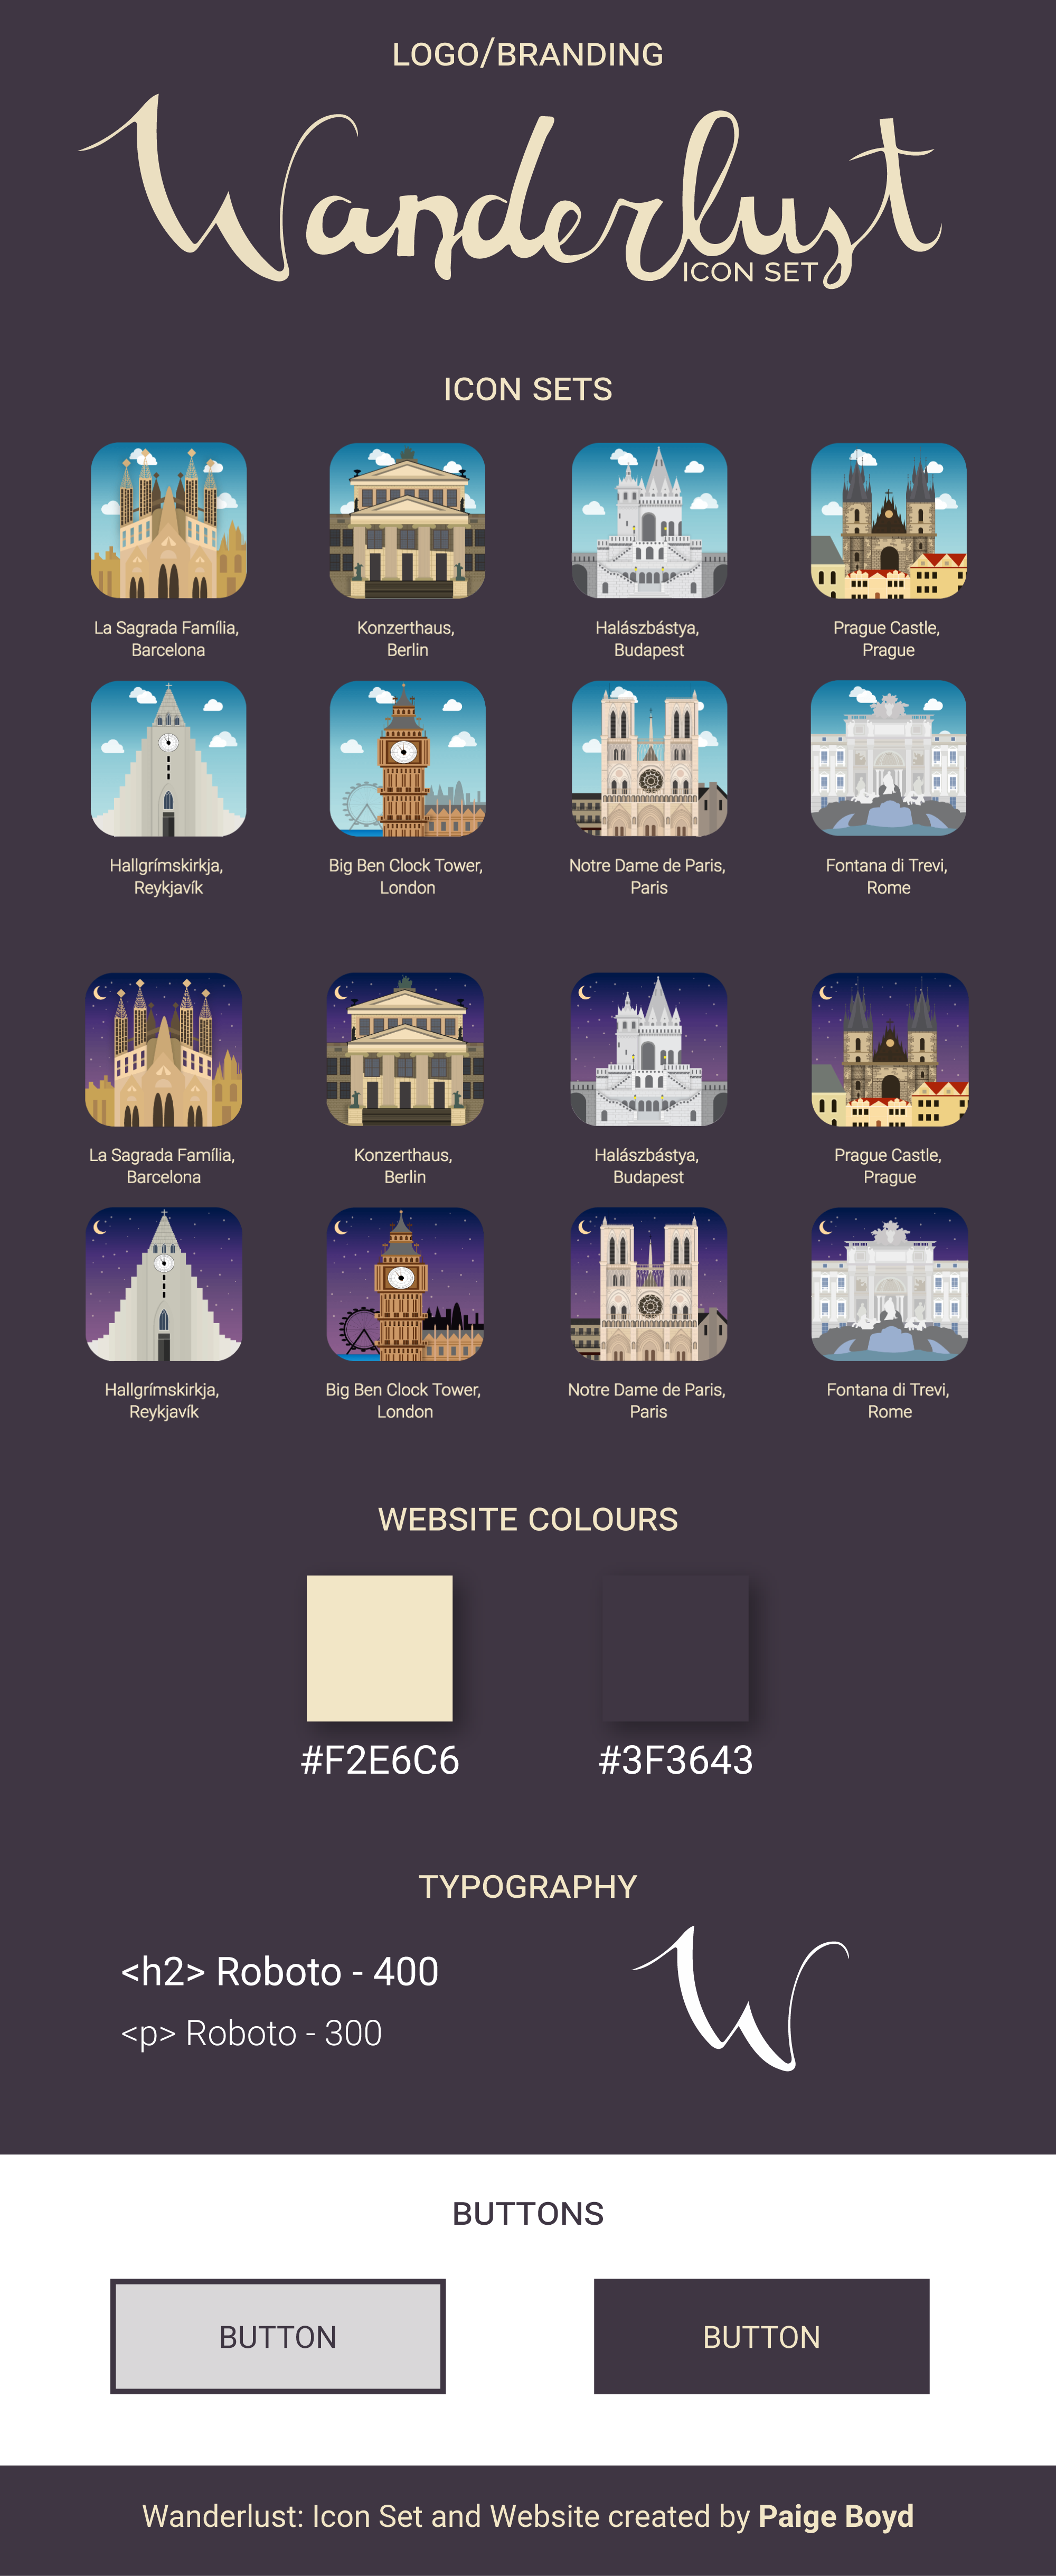 LOGO/BRANDING
Wanderlust
ICON SET
ICON SETS
La Sagrada Família,
Barcelona
Konzerthaus,
Berlin
Halászbástya,
Budapest
Prague Castle,
Prague
Hallgrímskirkja,
Reykjavík
Big Ben Clock Tower,
London
Notre Dame de Paris,
Paris
Fontana di Trevi,
Rome
La Sagrada Família,
Barcelona
Konzerthaus,
Berlin
Halászbástya,
Budapest
Prague Castle,
Prague
Hallgrímskirkja,
Reykjavík
Big Ben Clock Tower,
London
Notre Dame de Paris,
Paris
Fontana di Trevi,
Rome
WEBSITE COLOURS
#F2E6C6
#3F3643
TYPOGRAPHY
<h2> Roboto - 400
<p> Roboto - 300
W
BUTTONS
BUTTON
BUTTON
Wanderlust: Icon Set and Website created by Paige Boyd